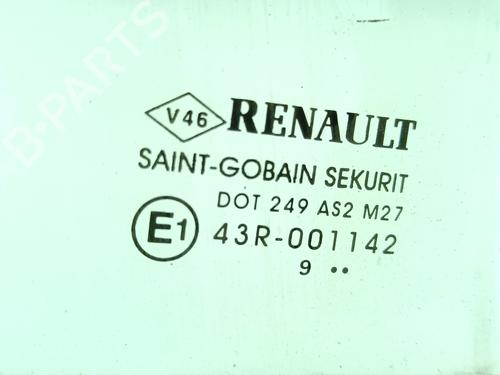 B-PARTS
V46 RENAULT
SAINT-GOBAIN SEKURIT
DOT 249 AS2 M27
E1 43R-001142
9 ••